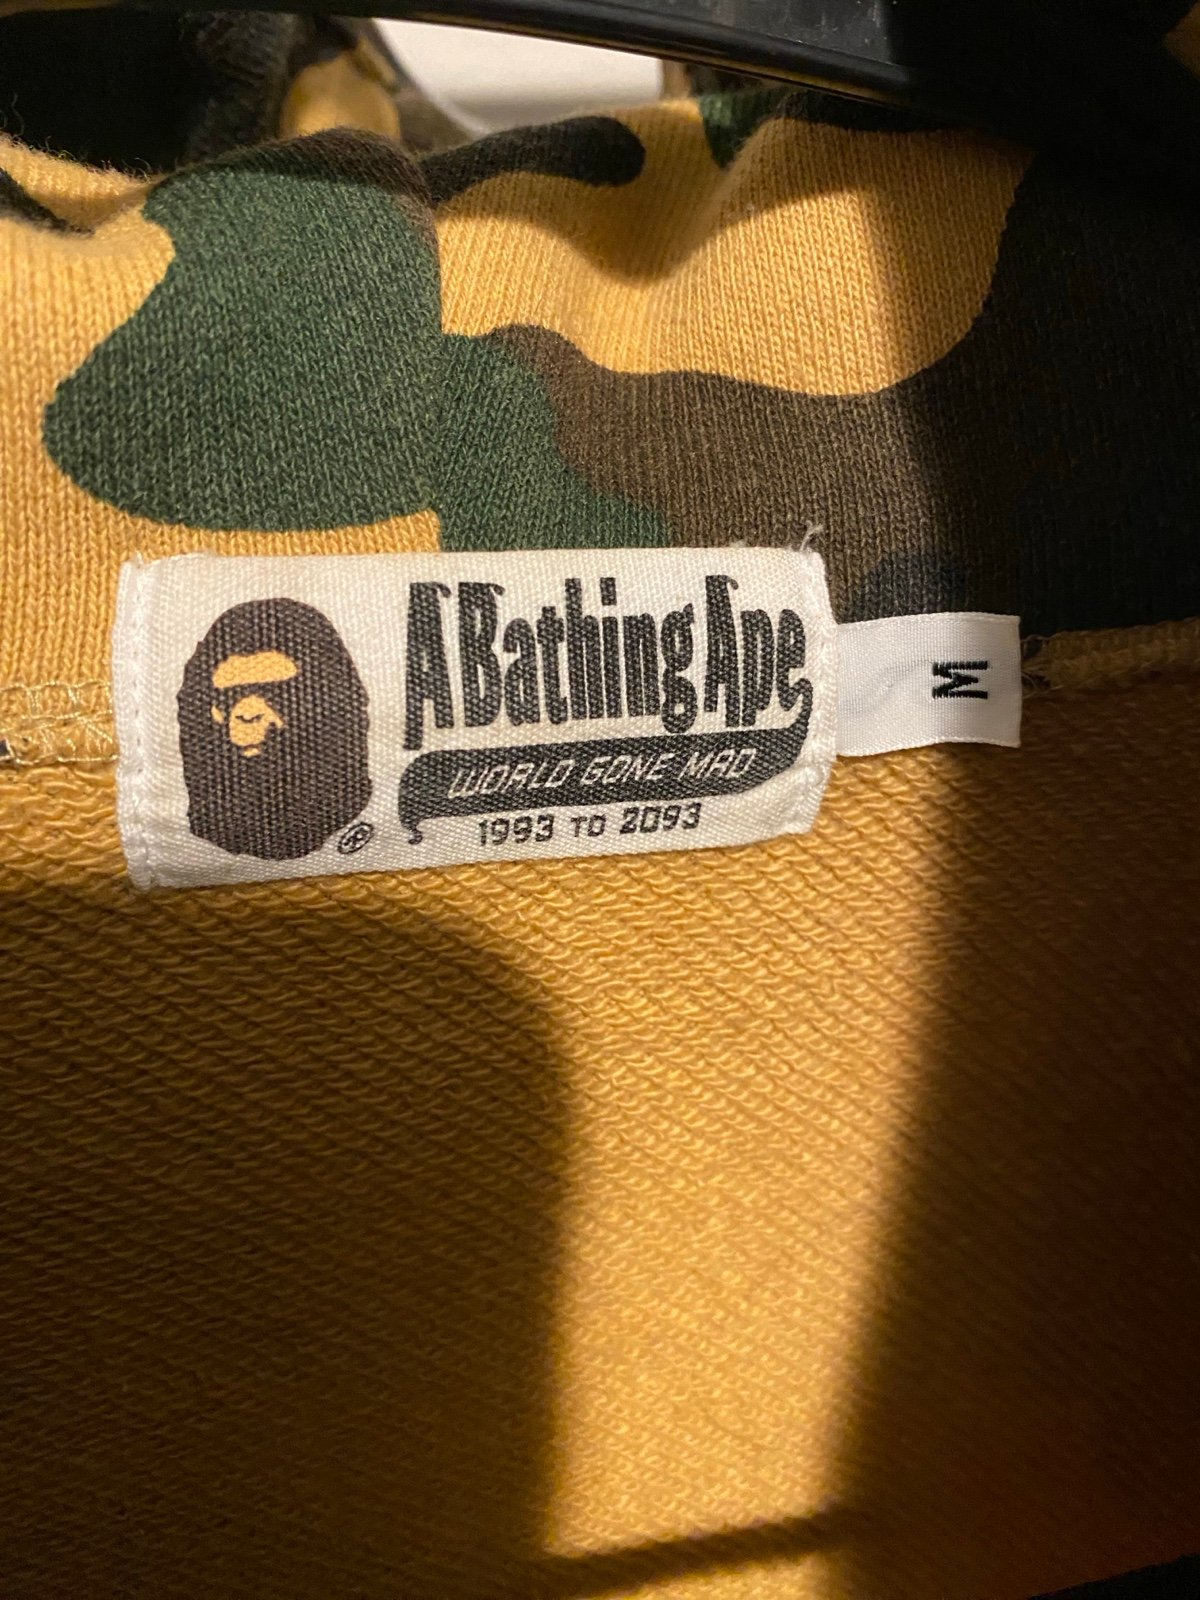 A Bathing Ape
WORLD GONE MAD
1993 TO 2093
®
M